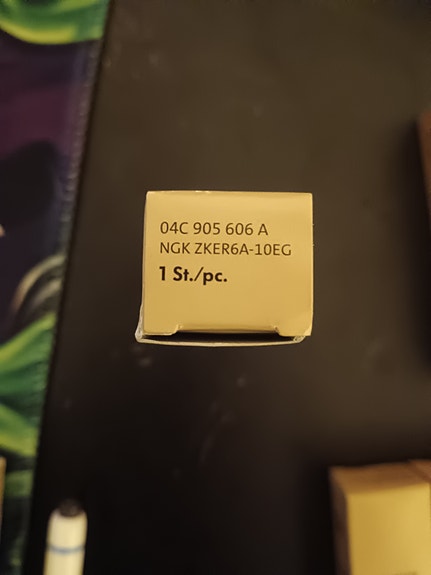 04C 905 606 A
NGK ZKER6A-10EG
1 St./pc.